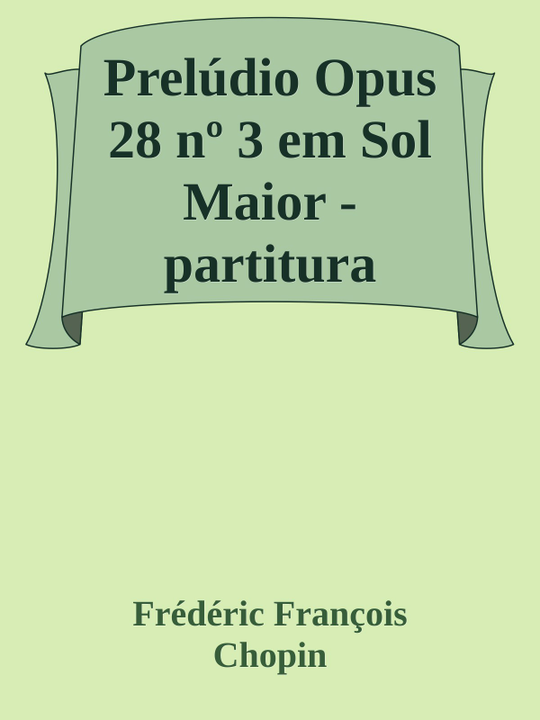 Prelúdio Opus
28 nº 3 em Sol
Maior -
partitura
Frédéric François
Chopin